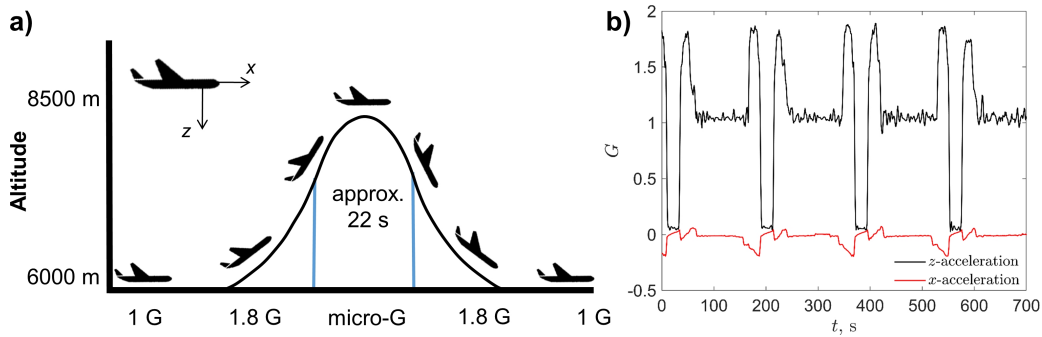 a)
8500 m
Altitude
6000 m
x
z
approx.
22 s
1 G
1.8 G
micro-G
1.8 G
1 G
b)
2
1.5
1
0.5
0
-0.5
G
z-acceleration
x-acceleration
0
100
200
300
400
500
600
700
t, s